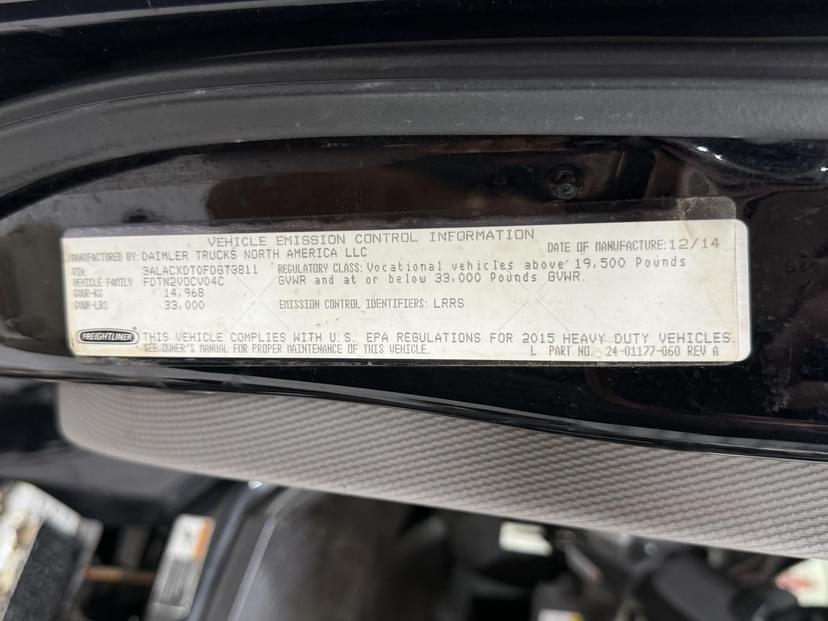 VEHICLE EMISSION CONTROL INFORMATION
MANUFACTURED BY: DAIMLER TRUCKS NORTH AMERICA LLC
DATE OF MANUFACTURE: 12/14
VIN: 3ALACXDT0FDGT3811
VEHICLE FAMILY FDTN2VOCV04C
GVWR-KG 14,968
GVWR-LBS 33,000
REGULATORY CLASS: Vocational vehicles above 19,500 Pounds
GVWR and at or below 33,000 Pounds GVWR.
EMISSION CONTROL IDENTIFIERS: LRRS
FREIGHTLINER
THIS VEHICLE COMPLIES WITH U.S. EPA REGULATIONS FOR 2015 HEAVY DUTY VEHICLES.
SEE OWNER'S MANUAL FOR PROPER MAINTENANCE OF THIS VEHICLE.
L PART NO. 24-01177-060 REV A